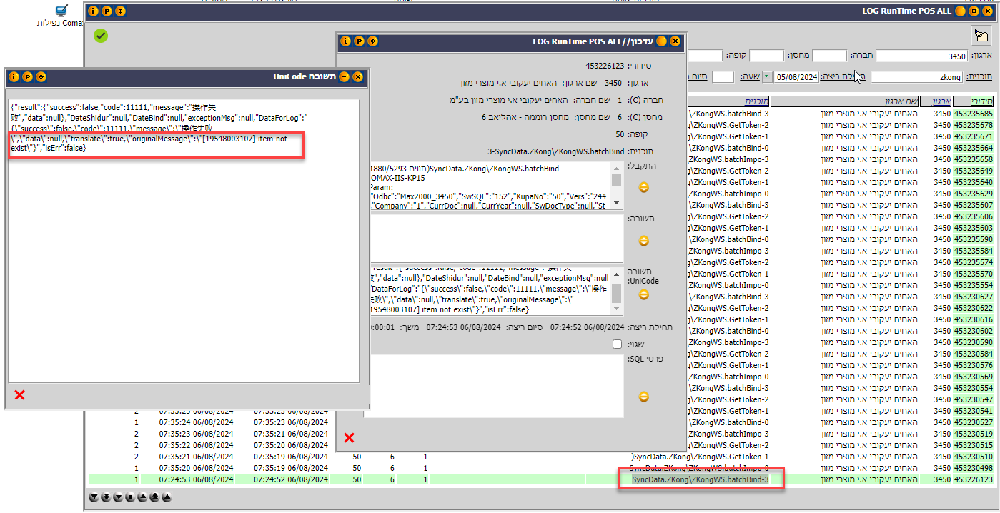 Comax נפילות
LOG RunTime POS ALL
ארגון: 3450 חברה: מחסן: קופה:
תוכנית: zkong תחילת ריצה: 05/08/2024 שעה: סיום
סידורי ארגון שם ארגון תוכנית
453235685 3450 האחים יעקובי א.י מוצרי מזון \ZKongWS.batchBind-3
453235678 3450 האחים יעקובי א.י מוצרי מזון g\ZKongWS.GetToken-2
453235671 3450 האחים יעקובי א.י מוצרי מזון g\ZKongWS.GetToken-1
453235664 3450 האחים יעקובי א.י מוצרי מזון \ZKongWS.batchBind-0
453235658 3450 האחים יעקובי א.י מוצרי מזון ZKongWS.batchImpo-3
453235649 3450 האחים יעקובי א.י מוצרי מזון g\ZKongWS.GetToken-2
453235640 3450 האחים יעקובי א.י מוצרי מזון g\ZKongWS.GetToken-1
453235629 3450 האחים יעקובי א.י מוצרי מזון ZKongWS.batchImpo-0
453235607 3450 האחים יעקובי א.י מוצרי מזון \ZKongWS.batchBind-3
453235606 3450 האחים יעקובי א.י מוצרי מזון g\ZKongWS.GetToken-2
453235603 3450 האחים יעקובי א.י מוצרי מזון g\ZKongWS.GetToken-1
453235590 3450 האחים יעקובי א.י מוצרי מזון \ZKongWS.batchBind-0
453235584 3450 האחים יעקובי א.י מוצרי מזון ZKongWS.batchImpo-3
453235577 3450 האחים יעקובי א.י מוצרי מזון g\ZKongWS.GetToken-2
453235570 3450 האחים יעקובי א.י מוצרי מזון g\ZKongWS.GetToken-1
453235554 3450 האחים יעקובי א.י מוצרי מזון ZKongWS.batchImpo-0
453230627 3450 האחים יעקובי א.י מוצרי מזון \ZKongWS.batchBind-3
453230622 3450 האחים יעקובי א.י מוצרי מזון g\ZKongWS.GetToken-2
453230616 3450 האחים יעקובי א.י מוצרי מזון g\ZKongWS.GetToken-1
453230602 3450 האחים יעקובי א.י מוצרי מזון \ZKongWS.batchBind-0
453230590 3450 האחים יעקובי א.י מוצרי מזון ZKongWS.batchImpo-3
453230584 3450 האחים יעקובי א.י מוצרי מזון g\ZKongWS.GetToken-2
453230576 3450 האחים יעקובי א.י מוצרי מזון g\ZKongWS.GetToken-1
453230569 3450 האחים יעקובי א.י מוצרי מזון ZKongWS.batchImpo-0
453230554 3450 האחים יעקובי א.י מוצרי מזון \ZKongWS.batchBind-3
453230547 3450 האחים יעקובי א.י מוצרי מזון g\ZKongWS.GetToken-2
453230541 3450 האחים יעקובי א.י מוצרי מזון g\ZKongWS.GetToken-1 07:35:23 06/08/2024 07:35:25 06/08/2024 2
453230527 3450 האחים יעקובי א.י מוצרי מזון \ZKongWS.batchBind-0 07:35:23 06/08/2024 07:35:24 06/08/2024 1
453230519 3450 האחים יעקובי א.י מוצרי מזון ZKongWS.batchImpo-3 07:35:21 06/08/2024 07:35:23 06/08/2024 2
453230515 3450 האחים יעקובי א.י מוצרי מזון g\ZKongWS.GetToken-2 07:35:20 06/08/2024 07:35:22 06/08/2024 2
453230510 3450 האחים יעקובי א.י מוצרי מזון )SyncData.ZKong\ZKongWS.GetToken-1 1 6 50 07:35:19 06/08/2024 07:35:21 06/08/2024 2
453230498 3450 האחים יעקובי א.י מוצרי מזון SyncData.ZKong\ZKongWS.batchImpo-0 1 6 50 07:35:19 06/08/2024 07:35:20 06/08/2024 1
453226123 3450 האחים יעקובי א.י מוצרי מזון SyncData.ZKong\ZKongWS.batchBind-3 1 6 50 07:24:52 06/08/2024 07:24:53 06/08/2024 1
עדכון//LOG RunTime POS ALL
סידורי: 453226123
ארגון: 3450 שם ארגון: האחים יעקובי א.י מוצרי מזון
חברה (C): 1 שם חברה: האחים יעקובי א.י מוצרי מזון בע"מ
מחסן (C): 6 שם מחסן: מחסן רוממה - אהליאב 6
קופה: 50
תוכנית: 3-SyncData.ZKong\ZKongWS.batchBind
התקבל:
1880/5293 תווים)SyncData.ZKong\ZKongWS.batchBind
OMAX-IIS-KP15
Param:
"Odbc":"Max2000_3450","SwSQL":"152","KupaNo":"50","Vers":"244
"Company":"1","CurrDoc":null,"CurrYear":null,"SwDocType":null,"St
תשובה:
תשובה
UniCode:
result":{"success":false,"code":11111,"message":"操作失
","data":null},"DateShidur":null,"DateBind":null,"exceptionMsg":null
DataForLog":"{\"success\":false,\"code\":11111,\"message\":\"操作
失败\",\"data\":null,\"translate\":true,\"originalMessage\":\"
19548003107] item not exist\"}","isErr":false}
תחילת ריצה: 07:24:52 06/08/2024 סיום ריצה: 07:24:53 06/08/2024 משך: :00:01
שגוי:
פרטי SQL:
תשובה UniCode
{"result":{"success":false,"code":11111,"message":"操作失
败","data":null},"DateShidur":null,"DateBind":null,"exceptionMsg":null,"DataForLog":"
{\"success\":false,\"code\":11111,\"message\":\"操作失败
\",\"data\":null,\"translate\":true,\"originalMessage\":\"[19548003107] item not
exist\"}","isErr":false}